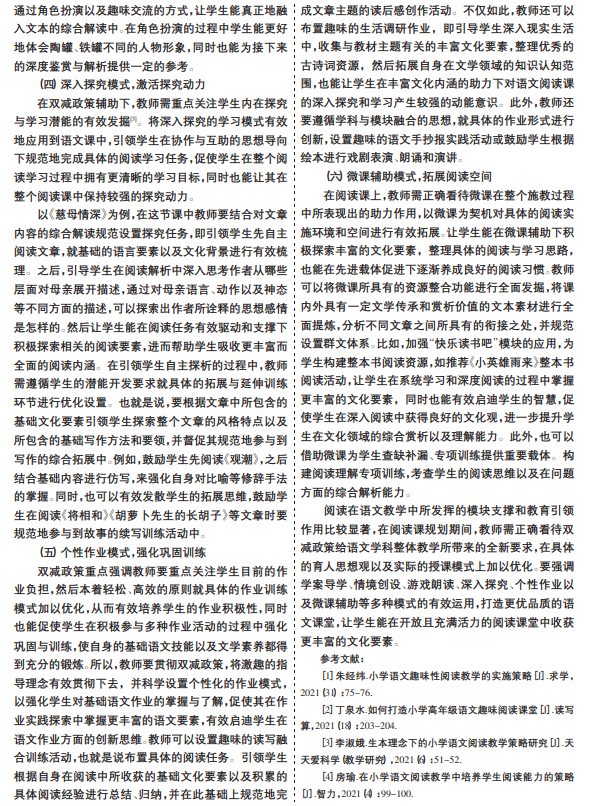 通过角色扮演以及趣味交流的方式，让学生能真正地融
入文本的综合解读中。在角色扮演的过程中学生能更好
地体会陶罐、铁罐不同的人物形象，同时也能为接下来
的深度鉴赏与解析提供一定的参考。
（四）深入探究模式，激活探究动力
在双减政策辅助下，教师需重点关注学生内在探究
与学习潜能的有效发掘[3]。将深入探究的学习模式有效
地应用到语文课中，引领学生在协作与互助的思想导向
下规范地完成具体的阅读学习任务，促使学生在整个阅
读学习过程中拥有更清晰的学习目标，同时也能让其在
整个阅读课中保持较强的探究动力。
以《慈母情深》为例，在这节课中教师要结合对文章
内容的综合解读规范设置探究任务，即引领学生先自主
阅读文章，就基础的语言要素以及文化背景进行有效梳
理。之后，引导学生在阅读解析中深入思考作者从哪些
层面对母亲展开描述，通过对母亲语言、动作以及神态
等不同方面的描述，可以探索出作者所诠释的思想感情
是怎样的。然后让学生能在阅读任务有效驱动和支撑下
积极探索相关的阅读要素，进而帮助学生吸收更丰富而
全面的阅读内涵。在引领学生自主探析的过程中，教师
需遵循学生的潜能开发要求就具体的拓展与延伸训练
环节进行优化设置。也就是说，要根据文章中所包含的
基础文化要素引领学生探索整个文章的风格特点以及
所包含的基础写作方法和要领，并督促其规范地参与到
写作的综合拓展中。例如，鼓励学生先阅读《观潮》，之后
结合基础内容进行仿写，来强化自身对比喻等修辞手法
的掌握。同时，也可以有效发散学生的拓展思维，鼓励学
生在阅读《将相和》《胡萝卜先生的长胡子》等文章时要
规范地参与到故事的续写训练活动中。
（五）个性作业模式，强化巩固训练
双减政策重点强调教师要重点关注学生目前的作
业负担，然后本着轻松、高效的原则就具体的作业训练
模式加以优化，从而有效培养学生的作业积极性，同时
也能促使学生在积极参与多种作业活动的过程中强化
巩固与训练，使自身的基础语文技能以及文学素养都得
到充分的锻炼。所以，教师要贯彻双减政策，将激趣的指
导理念有效贯彻下去，并科学设置个性化的作业模式，
以强化学生对基础语文作业的掌握与了解，促使其在作
业实践探索中掌握更丰富的语文要素，有效启迪学生在
语文作业方面的创新思维。教师可以设置趣味的读写融
合训练活动，也就是说布置具体的阅读任务。引领学生
根据自身在阅读中所收获的基础文化要素以及积累的
具体阅读经验进行总结、归纳，并在此基础上规范地完
成文章主题的读后感创作活动。不仅如此，教师还可以
布置趣味的生活调研作业，即引导学生深入现实生活
中，收集与教材主题有关的丰富文化要素，整理优秀的
古诗词资源，然后拓展自身在文学领域的知识认知范
围，也能让学生在丰富文化内涵的助力下对语文阅读课
的深入探究和学习产生较强的动能意识。此外，教师还
要遵循学科与模块融合的思想，就具体的作业形式进行
创新，设置趣味的语文手抄报实践活动或鼓励学生根据
绘本进行戏剧表演、朗诵和演讲。
（六）微课辅助模式，拓展阅读空间
在阅读课上，教师需正确看待微课在整个施教过程
中所表现出的助力作用，以微课为契机对具体的阅读实
施环境和空间进行有效拓展。让学生能在微课辅助下积
极探索丰富的文化要素，整理具体的阅读与学习思路，
也能在先进载体促进下逐渐养成良好的阅读习惯。教师
可以将微课所具有的资源整合功能进行全面发掘，将课
内外具有一定文学传承和赏析价值的文本素材进行全
面提炼，分析不同文章之间所具有的衔接之处，并规范
设置群文体系。比如，加强“快乐读书吧”模块的应用，为
学生构建整本书阅读资源，如推荐《小英雄雨来》整本书
阅读活动，让学生在系统学习和深度阅读的过程中掌握
更丰富的文化要素，同时也能有效启迪学生的智慧，促
使学生在深入阅读中获得良好的文化观，进一步提升学
生在文化领域的综合赏析以及理解能力。此外，也可以
借助微课为学生查缺补漏、专项训练提供重要载体。构
建阅读理解专项训练，考查学生的阅读思维以及在问题
方面的综合解析能力。
阅读在语文教学中所发挥的模块支撑和教育引领
作用比较显著，在阅读课规划期间，教师需正确看待双
减政策给语文学科整体教学所带来的全新要求，在具体
的育人思想观以及实际的授课模式上加以优化。要强调
学案导学、情境创设、游戏朗读、深入探究、个性作业以
及微课辅助等多种模式的有效运用，打造更优品质的语
文课堂，让学生能在开放且充满活力的阅读课堂中收获
更丰富的文化要素。
参考文献：
[1]朱经纬.小学语文趣味性阅读教学的实施策略[J].求学，
2021（31）：75-76.
[2]丁泉水.如何打造小学高年级语文趣味阅读课堂[J].读写
算，2021（18）：203-204.
[3]李淑娥.生本理念下的小学语文阅读教学策略研究[J].天
天爱科学（教学研究），2021（6）：51-52.
[4]房瑜.在小学语文阅读教学中培养学生阅读能力的策略
[J].智力，2021（4）：99-100.